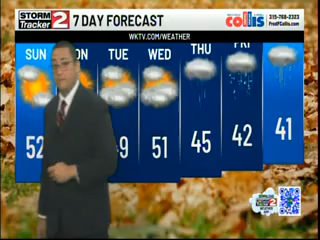 STORM
Tracker 2
7 DAY FORECAST
Collis
315-768-2323
FredFCollis.com
WKTV.COM/WEATHER
SUN
TUE
WED
THU
FRI
52
51
45
42
41